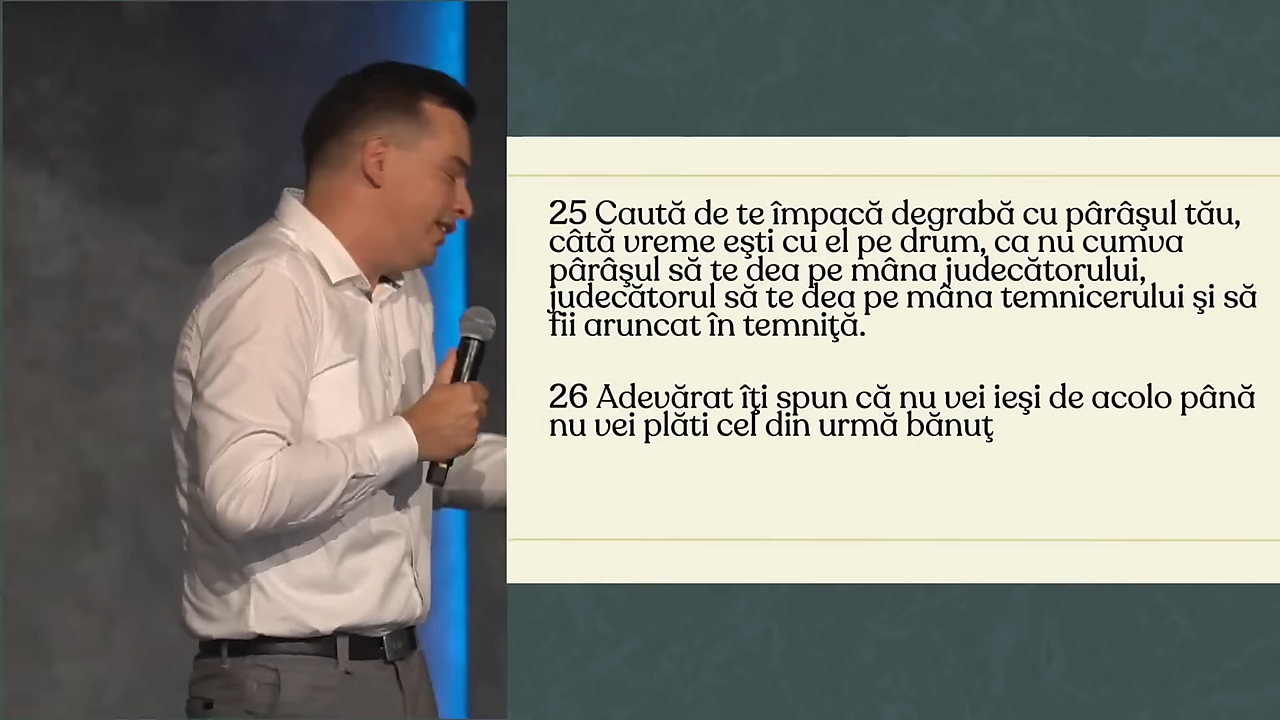 25 Caută de te împacă degrabă cu pârâşul tău,
câtă vreme eşti cu el pe drum, ca nu cumva
pârâşul să te dea pe mâna judecătorului,
judecătorul să te dea pe mâna temnicerului şi să
fii aruncat în temniţă.
26 Adevărat îţi spun că nu vei ieşi de acolo până
nu vei plăti cel din urmă bănuţ